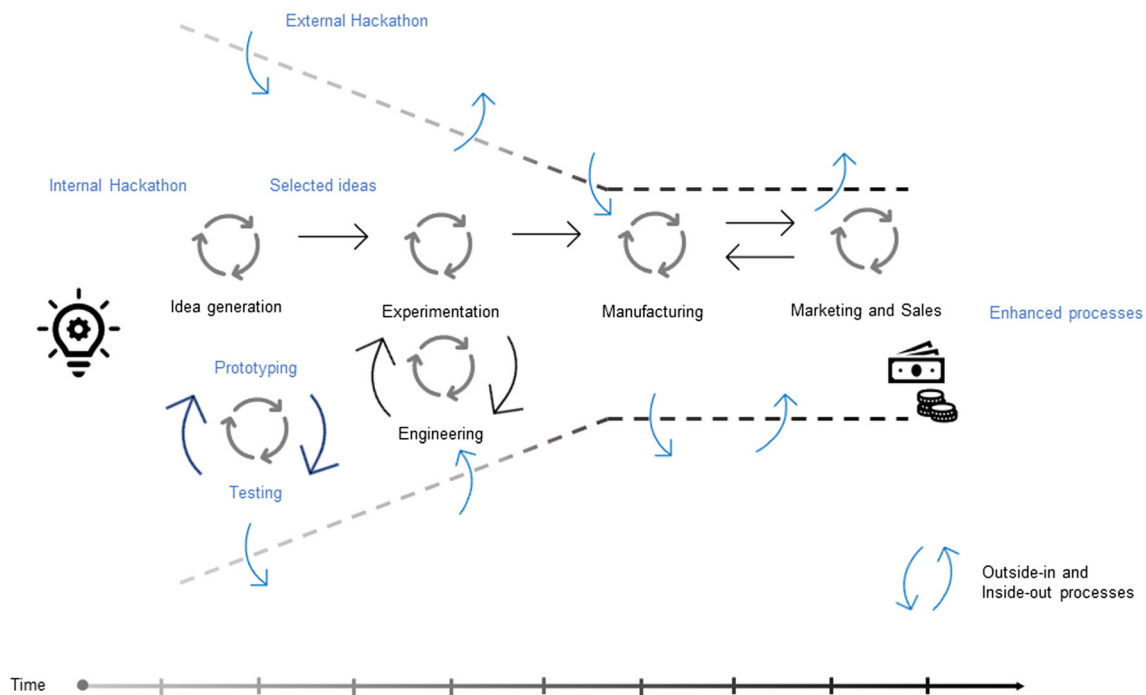 External Hackathon
Internal Hackathon
Selected ideas
Idea generation
Experimentation
Manufacturing
Marketing and Sales
Enhanced processes
Prototyping
Engineering
Testing
Outside-in and
Inside-out processes
Time